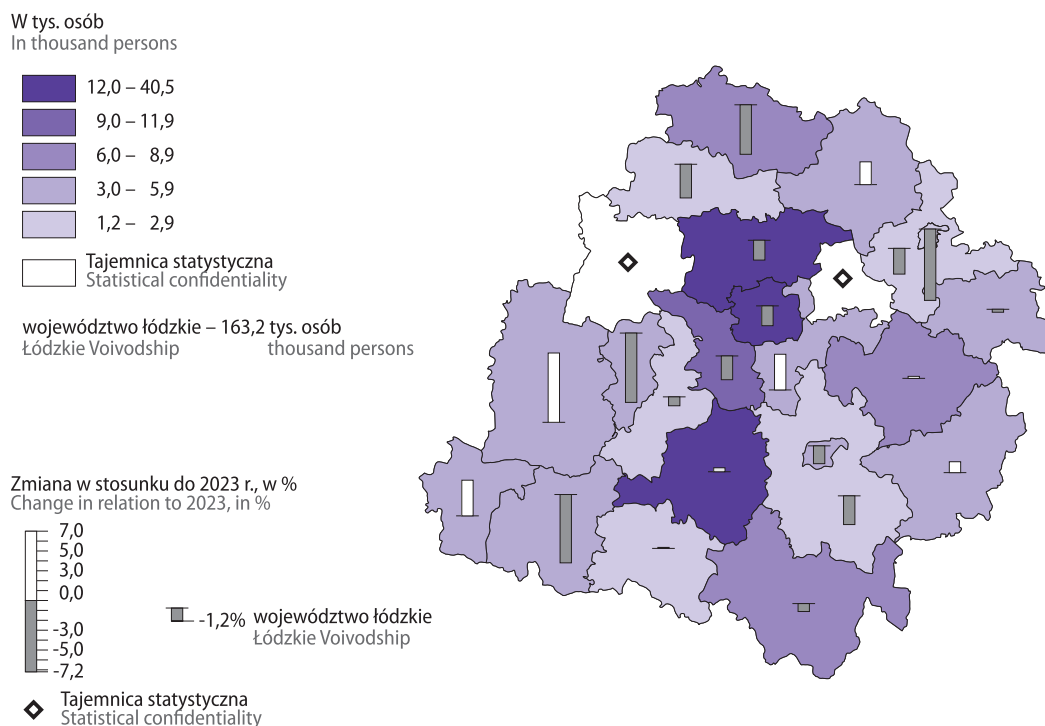 W tys. osób
In thousand persons
12,0 – 40,5
9,0 – 11,9
6,0 – 8,9
3,0 – 5,9
1,2 – 2,9
Tajemnica statystyczna
Statistical confidentiality
województwo łódzkie – 163,2 tys. osób
Łódzkie Voivodship thousand persons
Zmiana w stosunku do 2023 r., w %
Change in relation to 2023, in %
7,0
5,0
3,0
0,0
-3,0
-5,0
-7,2
-1,2% województwo łódzkie
Łódzkie Voivodship
Tajemnica statystyczna
Statistical confidentiality